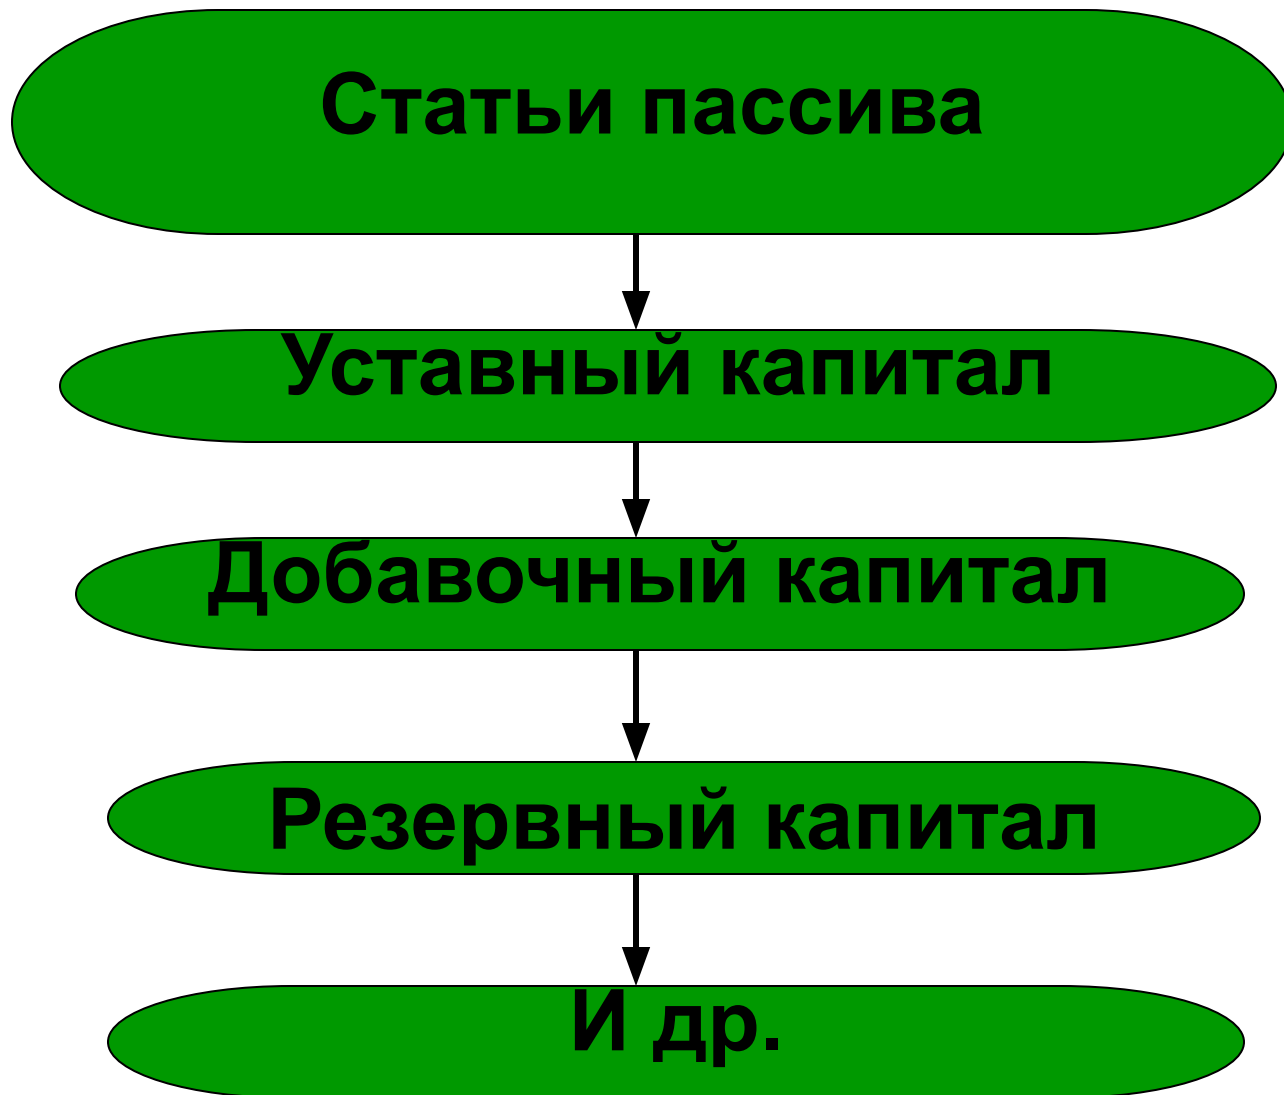 Статьи пассива
Уставный капитал
Добавочный капитал
Резервный капитал
И др.